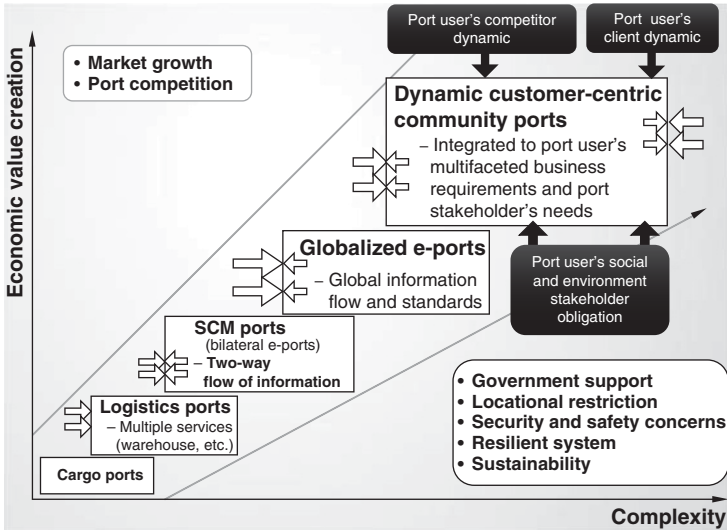 Port user's competitor
dynamic
Port user's
client dynamic
• Market growth
• Port competition
Dynamic customer-centric
community ports
– Integrated to port user's
multifaceted business
requirements and port
stakeholder's needs
Globalized e-ports
– Global information
flow and standards
Port user's social
and environment
stakeholder
obligation
SCM ports
(bilateral e-ports)
– Two-way
flow of information
Logistics ports
– Multiple services
(warehouse, etc.)
Cargo ports
• Government support
• Locational restriction
• Security and safety concerns
• Resilient system
• Sustainability
Economic value creation
Complexity